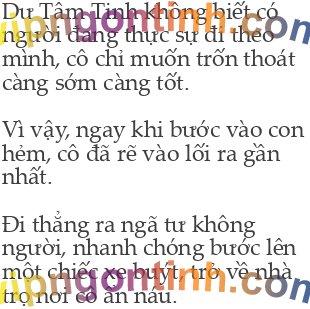 Dư Tâm Tinh không biết có
người đang thực sự đi theo
mình, cô chỉ muốn trốn thoát
càng sớm càng tốt.
Vì vậy, ngay khi bước vào con
hẻm, cô đã rẽ vào lối ra gần
nhất.
Đi thẳng ra ngã tư không
người, nhanh chóng bước lên
một chiếc xe buýt, trở về nhà
trọ nơi cô ẩn náu.
vipngontinh.com
vipngontinh.com